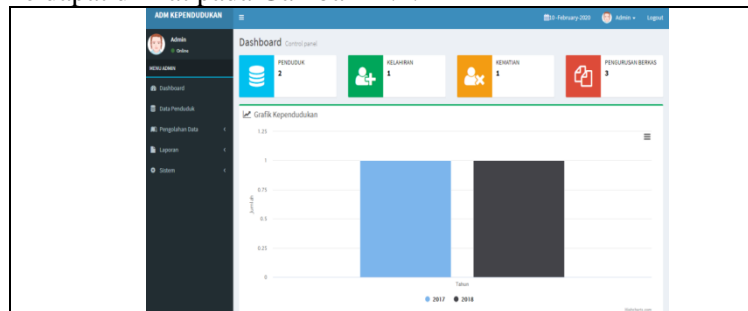 ADM KEPENDUDUKAN
10-February-2020 Admin Logout
Admin
Online
MENU ADMIN
Dashboard
Data Penduduk
Pengolahan Data
Laporan
Sistem
Dashboard Control panel
PENDUDUK
2
KELAHIRAN
1
KEMATIAN
1
PENGURUSAN BERKAS
3
Grafik Kependudukan
1.25
1
0.75
0.5
0.25
0
Jumlah
Tahun
2017 2018